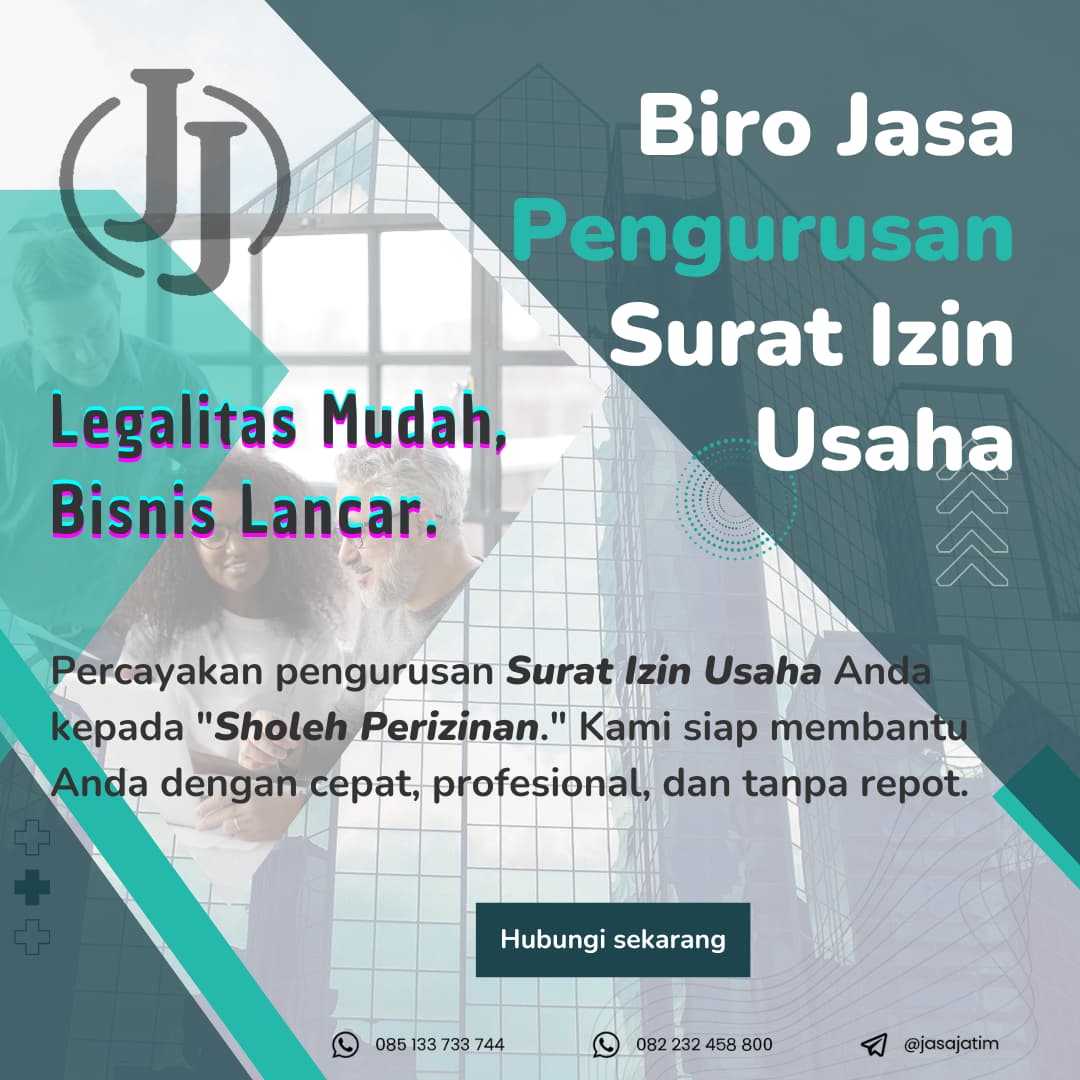 JJ
Biro Jasa
Pengurusan
Surat Izin
Usaha
Legalitas Mudah,
Bisnis Lancar.
Percayakan pengurusan Surat Izin Usaha Anda
kepada "Sholeh Perizinan." Kami siap membantu
Anda dengan cepat, profesional, dan tanpa repot.
Hubungi sekarang
085 133 733 744
082 232 458 800
@jasajatim